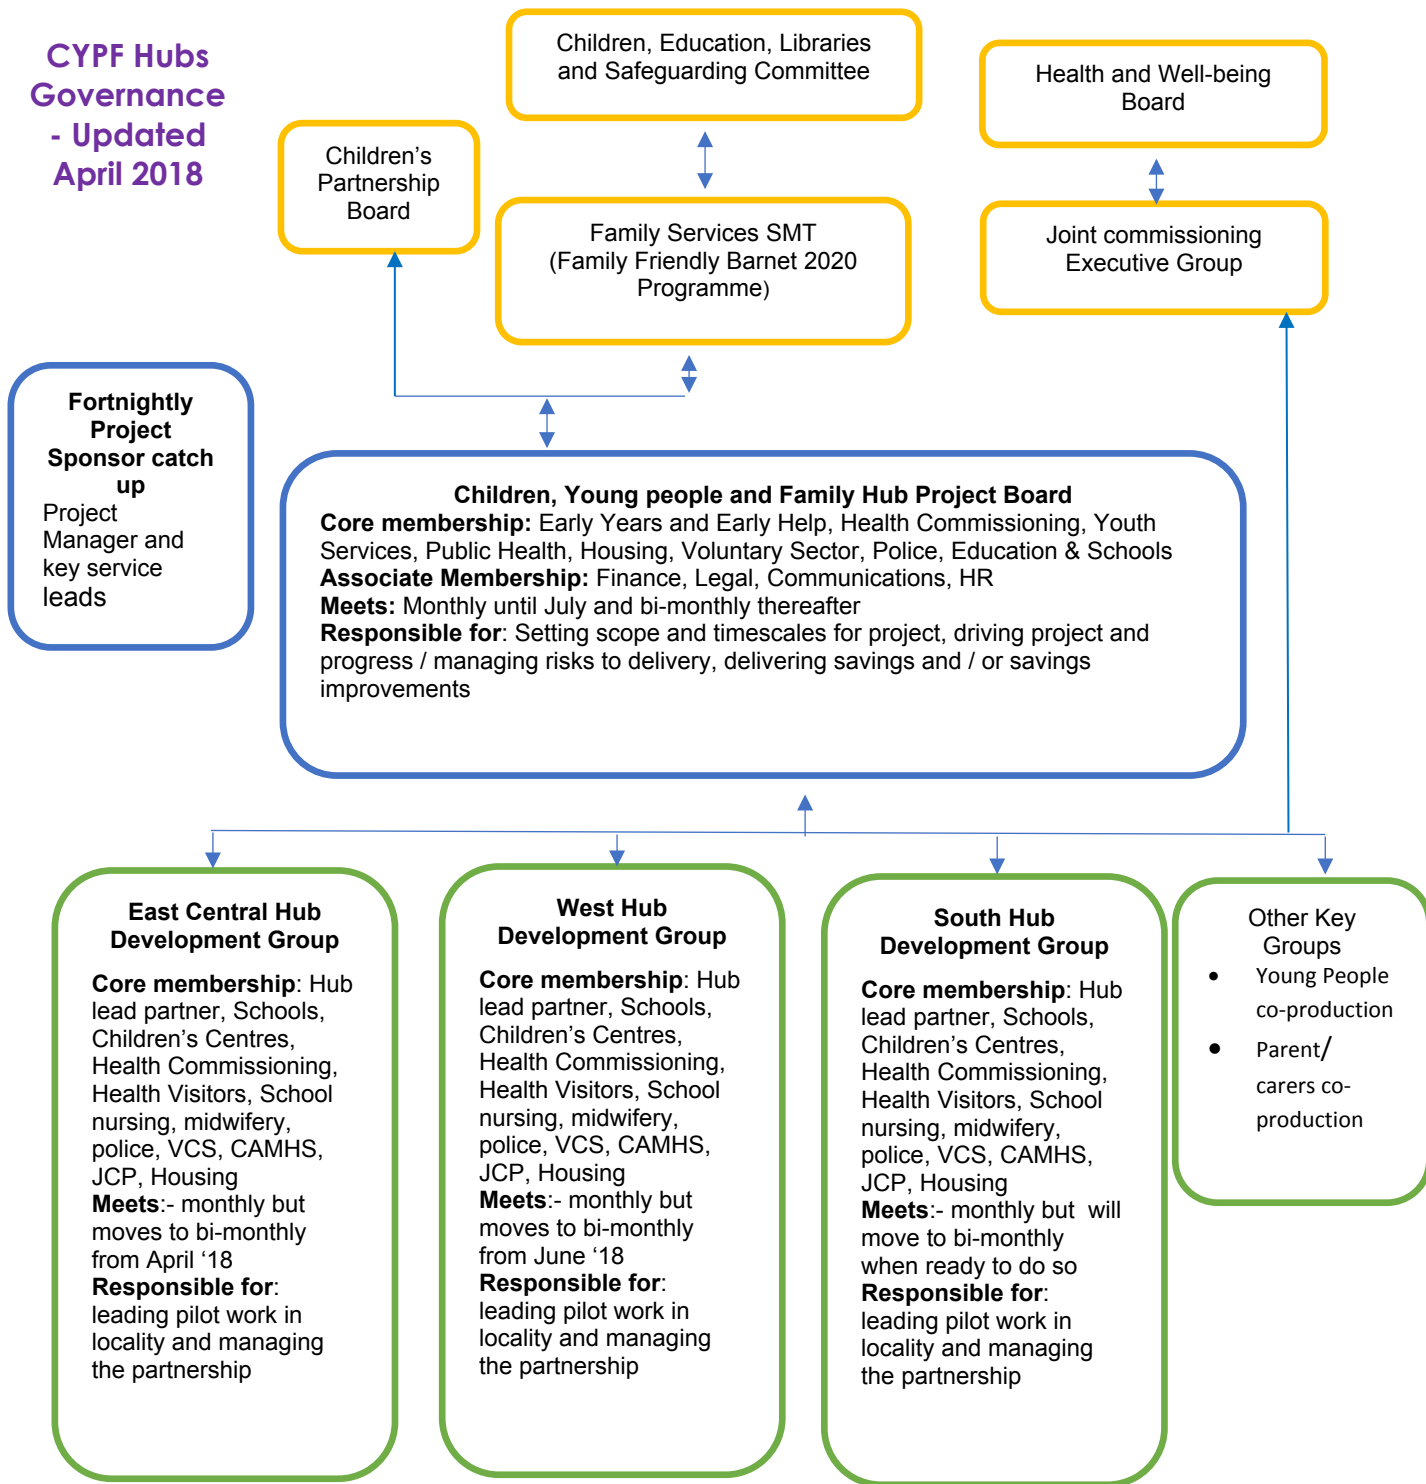 CYPF Hubs
Governance
- Updated
April 2018
Children, Education, Libraries
and Safeguarding Committee
Health and Well-being
Board
Children’s
Partnership
Board
Family Services SMT
(Family Friendly Barnet 2020
Programme)
Joint commissioning
Executive Group
Fortnightly
Project
Sponsor catch
up
Project
Manager and
key service
leads
Children, Young people and Family Hub Project Board
Core membership: Early Years and Early Help, Health Commissioning, Youth
Services, Public Health, Housing, Voluntary Sector, Police, Education & Schools
Associate Membership: Finance, Legal, Communications, HR
Meets: Monthly until July and bi-monthly thereafter
Responsible for: Setting scope and timescales for project, driving project and
progress / managing risks to delivery, delivering savings and / or savings
improvements
East Central Hub
Development Group
Core membership: Hub
lead partner, Schools,
Children’s Centres,
Health Commissioning,
Health Visitors, School
nursing, midwifery,
police, VCS, CAMHS,
JCP, Housing
Meets:- monthly but
moves to bi-monthly
from April ‘18
Responsible for:
leading pilot work in
locality and managing
the partnership
West Hub
Development Group
Core membership: Hub
lead partner, Schools,
Children’s Centres,
Health Commissioning,
Health Visitors, School
nursing, midwifery,
police, VCS, CAMHS,
JCP, Housing
Meets:- monthly but
moves to bi-monthly
from June ‘18
Responsible for:
leading pilot work in
locality and managing
the partnership
South Hub
Development Group
Core membership: Hub
lead partner, Schools,
Children’s Centres,
Health Commissioning,
Health Visitors, School
nursing, midwifery,
police, VCS, CAMHS,
JCP, Housing
Meets:- monthly but will
move to bi-monthly
when ready to do so
Responsible for:
leading pilot work in
locality and managing
the partnership
Other Key
Groups
• Young People
co-production
• Parent/
carers co-
production